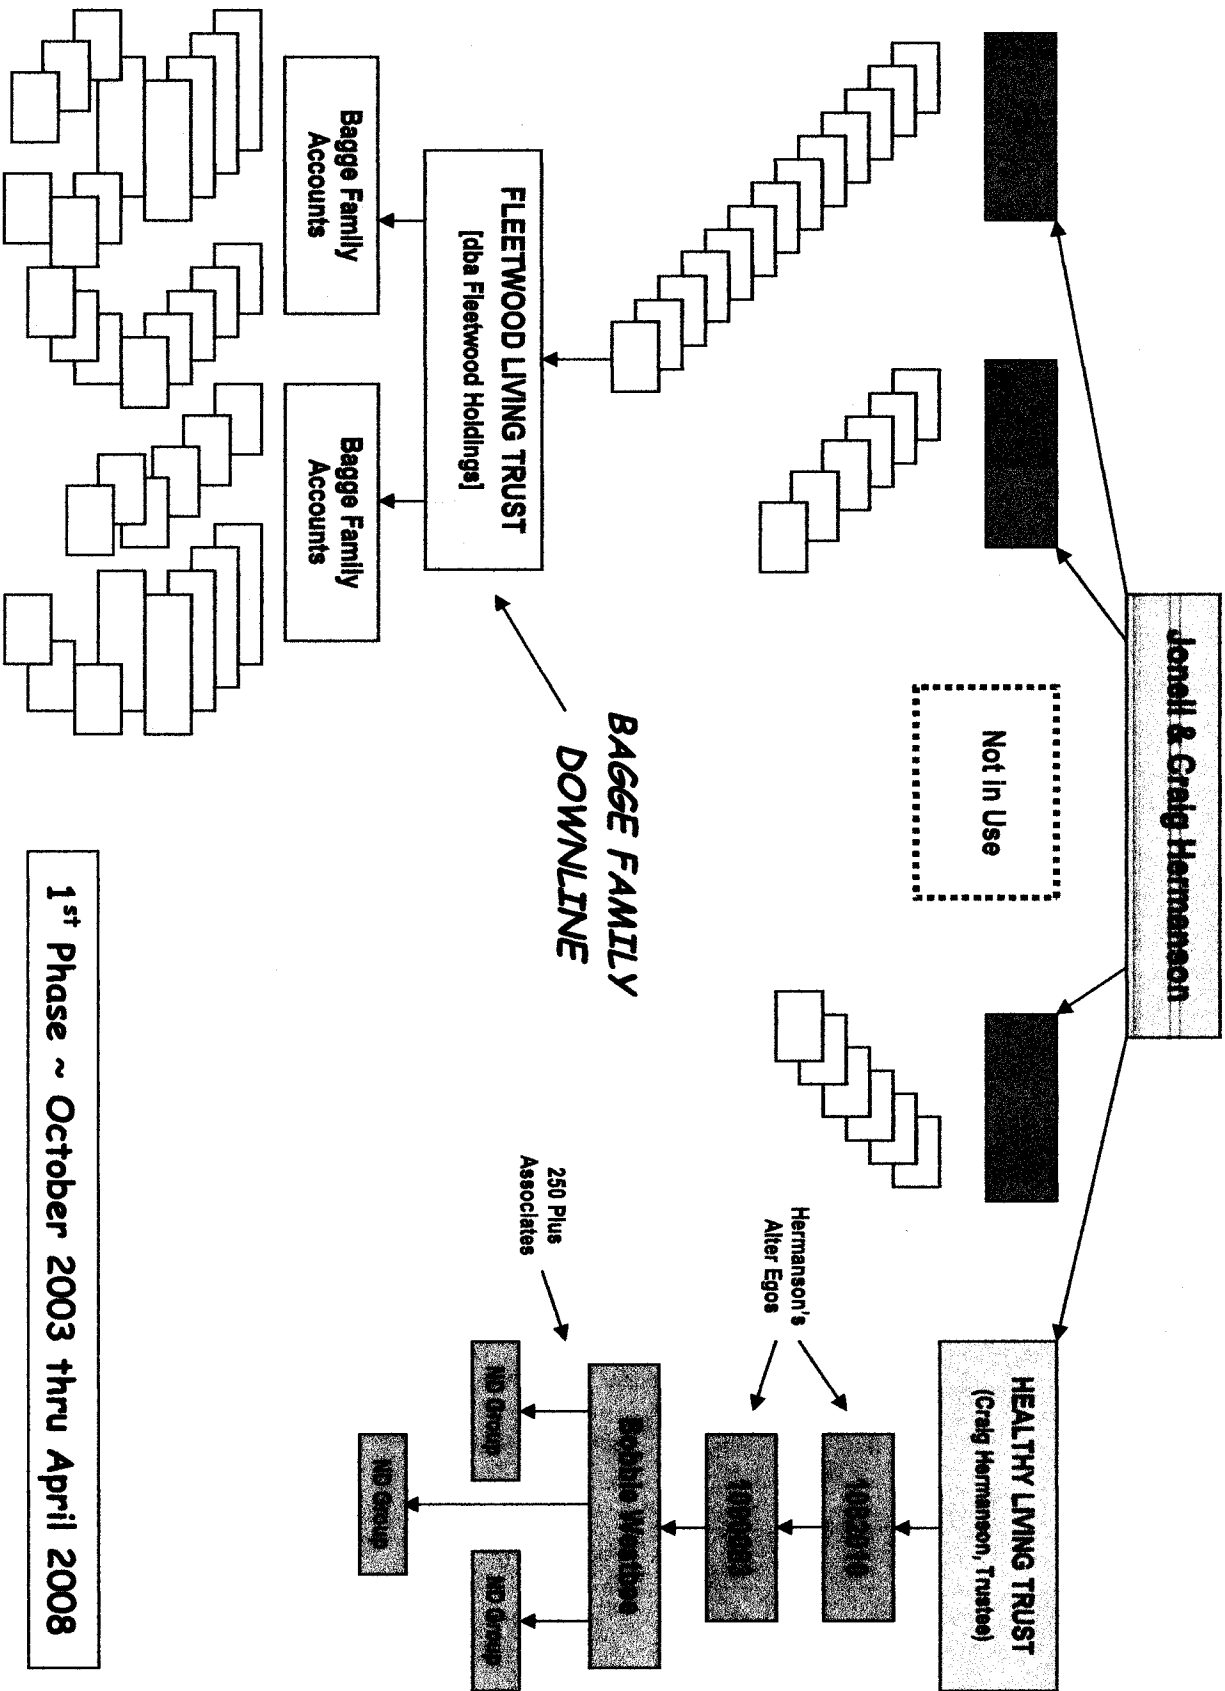 Jonell & Craig Hermanson
Not in Use
HEALTHY LIVING TRUST
(Craig Hermanson, Trustee)
Hermanson's
Alter Egos
BAGGE FAMILY
DOWNLINE
250 Plus
Associates
Bobbie
ND Group
ND Group
ND Group
FLEETWOOD LIVING TRUST
[dba Fleetwood Holdings]
Bagge Family
Accounts
Bagge Family
Accounts
1st Phase ~ October 2003 thru April 2008